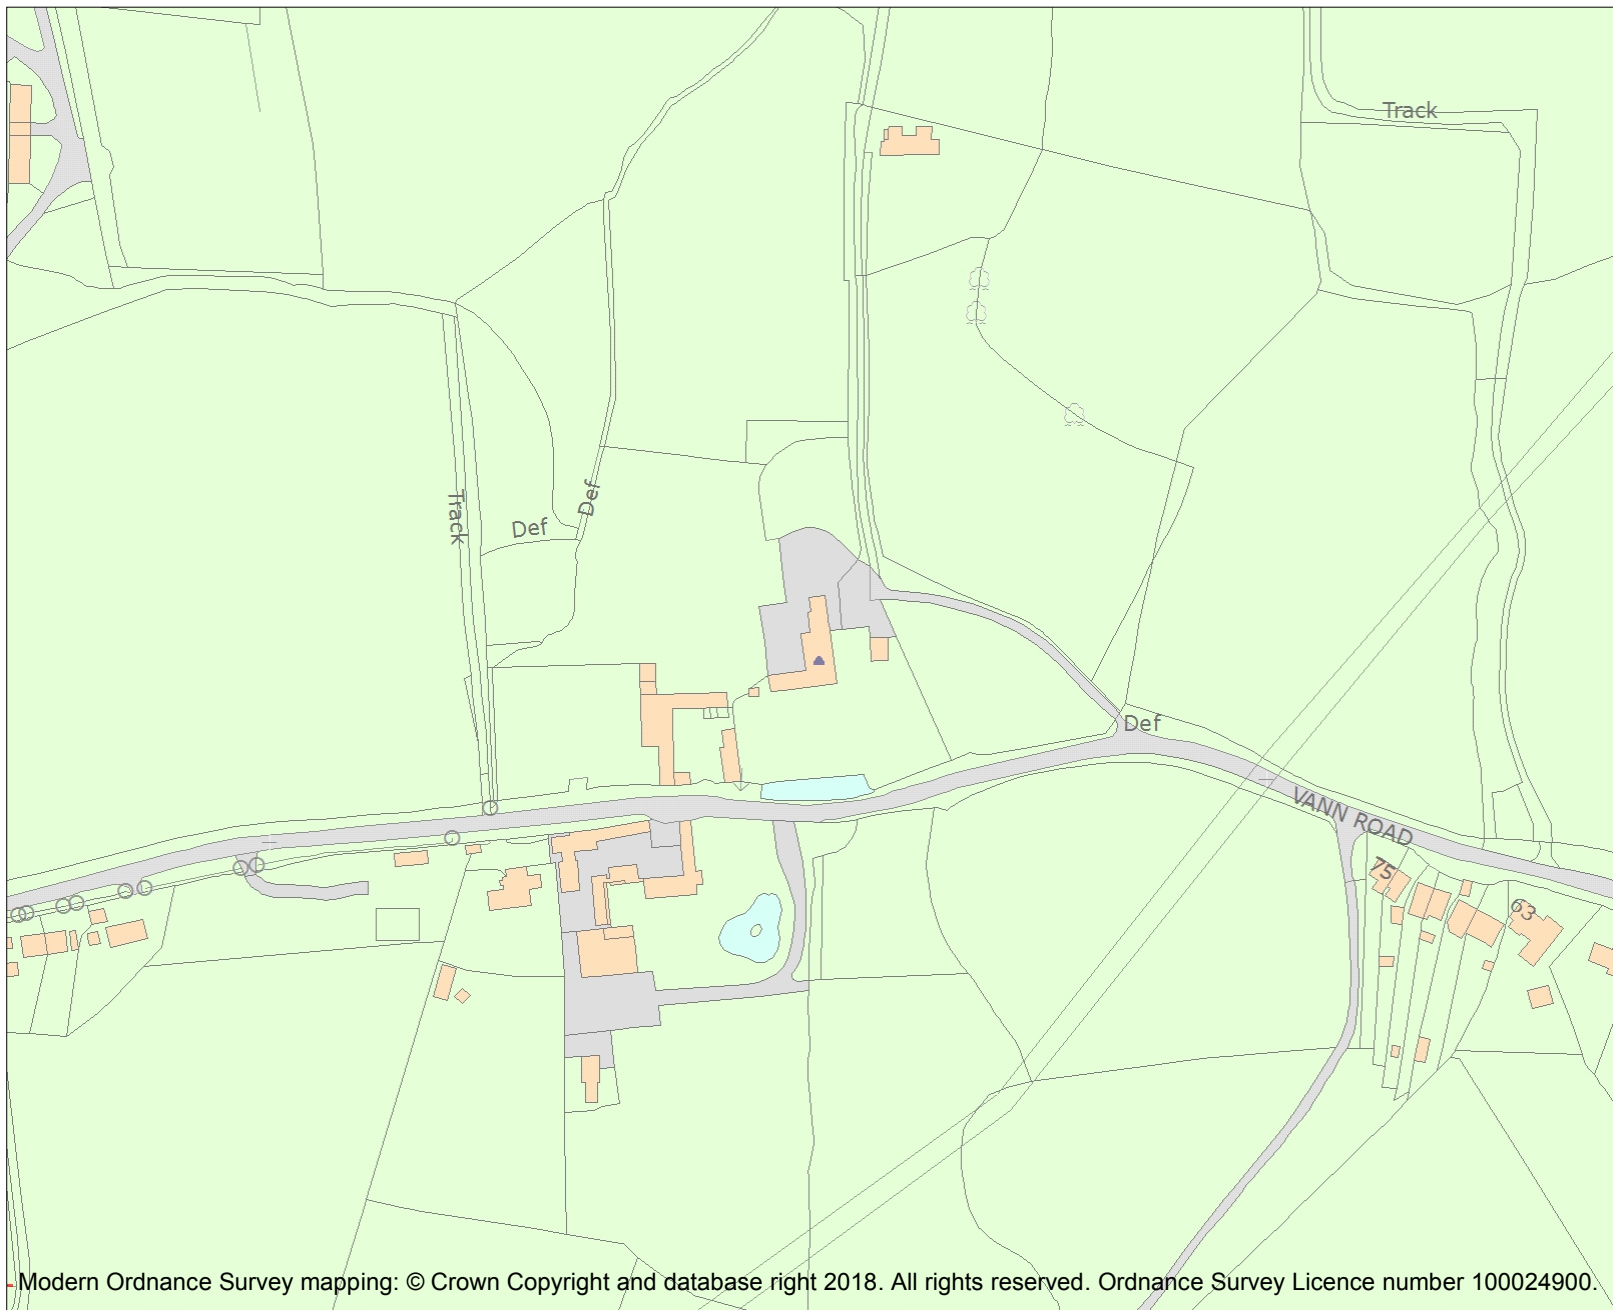 Track
Track
Def
Def
Def
VANN ROAD
75
63
Modern Ordnance Survey mapping: © Crown Copyright and database right 2018. All rights reserved. Ordnance Survey Licence number 100024900.